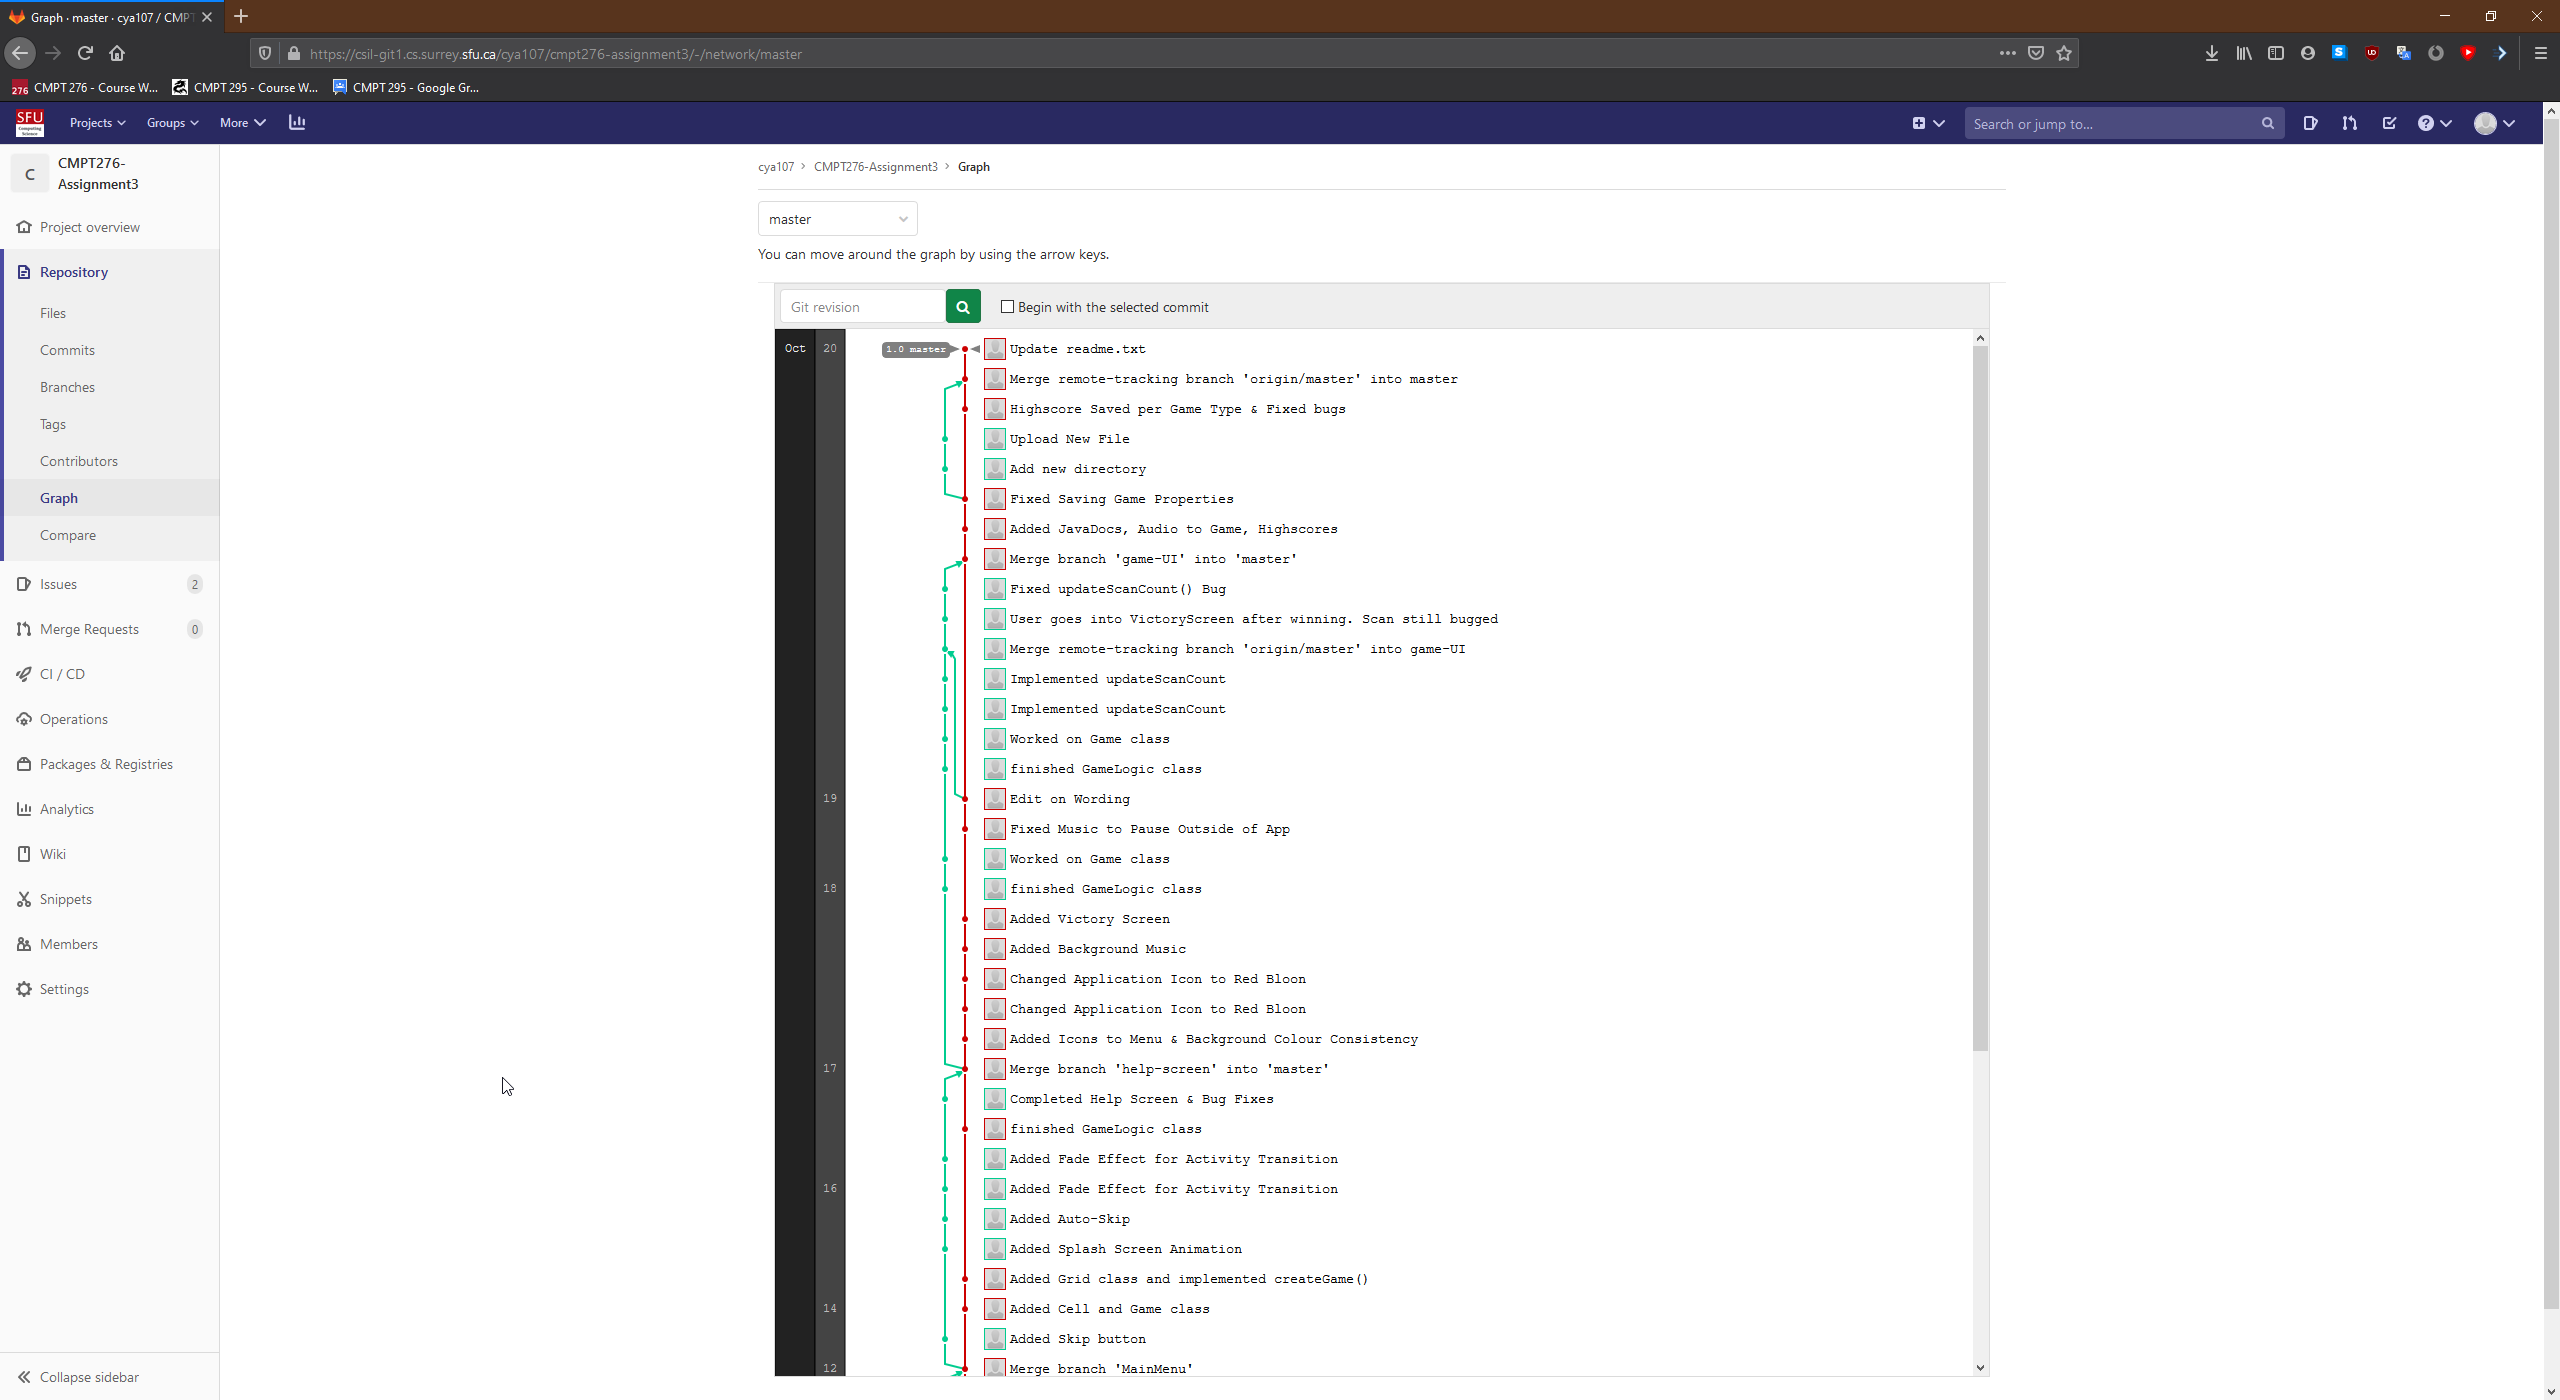 Graph · master · cya107 / CMP
https://csil-git1.cs.surrey.sfu.ca/cya107/cmpt276-assignment3/-/network/master
276 CMPT 276 - Course W... CMPT 295 - Course W... CMPT 295 - Google Gr...
SFU Computing Science Projects Groups More Search or jump to...
C CMPT276-Assignment3
Project overview
Repository
Files
Commits
Branches
Tags
Contributors
Graph
Compare
Issues 2
Merge Requests 0
CI / CD
Operations
Packages & Registries
Analytics
Wiki
Snippets
Members
Settings
Collapse sidebar
cya107 › CMPT276-Assignment3 › Graph
master
You can move around the graph by using the arrow keys.
Git revision Begin with the selected commit
Oct 20 1.0 master Update readme.txt
Merge remote-tracking branch 'origin/master' into master
Highscore Saved per Game Type & Fixed bugs
Upload New File
Add new directory
Fixed Saving Game Properties
Added JavaDocs, Audio to Game, Highscores
Merge branch 'game-UI' into 'master'
Fixed updateScanCount() Bug
User goes into VictoryScreen after winning. Scan still bugged
Merge remote-tracking branch 'origin/master' into game-UI
Implemented updateScanCount
Implemented updateScanCount
Worked on Game class
finished GameLogic class
19 Edit on Wording
Fixed Music to Pause Outside of App
Worked on Game class
18 finished GameLogic class
Added Victory Screen
Added Background Music
Changed Application Icon to Red Bloon
Changed Application Icon to Red Bloon
Added Icons to Menu & Background Colour Consistency
17 Merge branch 'help-screen' into 'master'
Completed Help Screen & Bug Fixes
finished GameLogic class
Added Fade Effect for Activity Transition
16 Added Fade Effect for Activity Transition
Added Auto-Skip
Added Splash Screen Animation
Added Grid class and implemented createGame()
14 Added Cell and Game class
Added Skip button
12 Merge branch 'MainMenu'